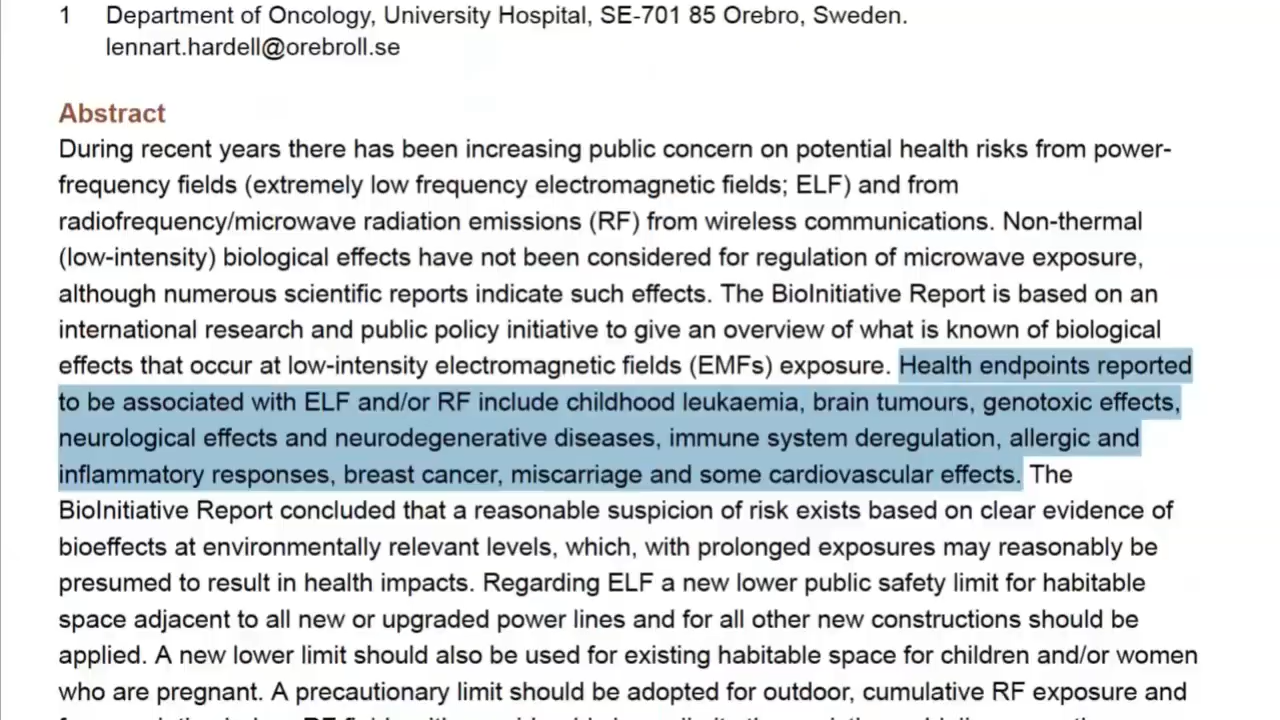 1 Department of Oncology, University Hospital, SE-701 85 Orebro, Sweden.
lennart.hardell@orebroll.se
Abstract
During recent years there has been increasing public concern on potential health risks from power-
frequency fields (extremely low frequency electromagnetic fields; ELF) and from
radiofrequency/microwave radiation emissions (RF) from wireless communications. Non-thermal
(low-intensity) biological effects have not been considered for regulation of microwave exposure,
although numerous scientific reports indicate such effects. The BioInitiative Report is based on an
international research and public policy initiative to give an overview of what is known of biological
effects that occur at low-intensity electromagnetic fields (EMFs) exposure. Health endpoints reported
to be associated with ELF and/or RF include childhood leukaemia, brain tumours, genotoxic effects,
neurological effects and neurodegenerative diseases, immune system deregulation, allergic and
inflammatory responses, breast cancer, miscarriage and some cardiovascular effects. The
BioInitiative Report concluded that a reasonable suspicion of risk exists based on clear evidence of
bioeffects at environmentally relevant levels, which, with prolonged exposures may reasonably be
presumed to result in health impacts. Regarding ELF a new lower public safety limit for habitable
space adjacent to all new or upgraded power lines and for all other new constructions should be
applied. A new lower limit should also be used for existing habitable space for children and/or women
who are pregnant. A precautionary limit should be adopted for outdoor, cumulative RF exposure and